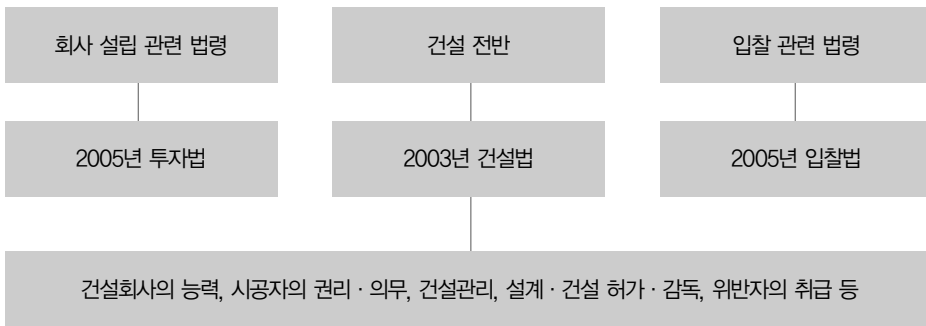 회사 설립 관련 법령
건설 전반
입찰 관련 법령
2005년 투자법
2003년 건설법
2005년 입찰법
건설회사의 능력, 시공자의 권리 · 의무, 건설관리, 설계 · 건설 허가 · 감독, 위반자의 취급 등